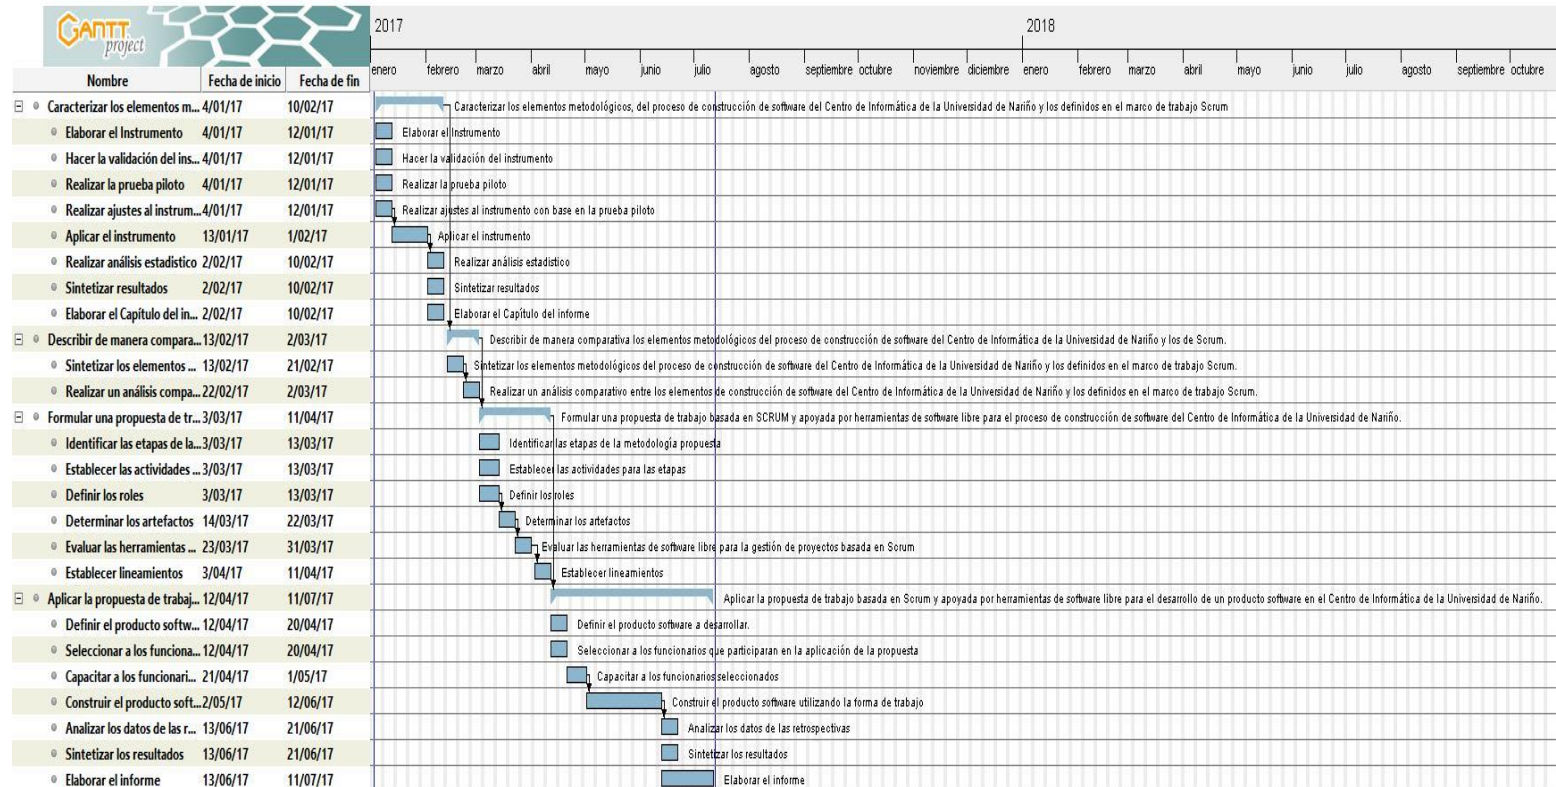 GANTT
project
2017 2018
Nombre Fecha de inicio Fecha de fin enero febrero marzo abril mayo junio julio agosto septiembre octubre noviembre diciembre enero febrero marzo abril mayo junio julio agosto septiembre octubre
Caracterizar los elementos m... 4/01/17 10/02/17 Caracterizar los elementos metodológicos, del proceso de construcción de software del Centro de Informática de la Universidad de Nariño y los definidos en el marco de trabajo Scrum
Elaborar el Instrumento 4/01/17 12/01/17 Elaborar el Instrumento
Hacer la validación del ins... 4/01/17 12/01/17 Hacer la validación del instrumento
Realizar la prueba piloto 4/01/17 12/01/17 Realizar la prueba piloto
Realizar ajustes al instrum... 4/01/17 12/01/17 Realizar ajustes al instrumento con base en la prueba piloto
Aplicar el instrumento 13/01/17 1/02/17 Aplicar el instrumento
Realizar análisis estadistico 2/02/17 10/02/17 Realizar análisis estadistico
Sintetizar resultados 2/02/17 10/02/17 Sintetizar resultados
Elaborar el Capítulo del in... 2/02/17 10/02/17 Elaborar el Capítulo del informe
Describir de manera compara... 13/02/17 2/03/17 Describir de manera comparativa los elementos metodológicos del proceso de construcción de software del Centro de Informática de la Universidad de Nariño y los de Scrum.
Sintetizar los elementos ... 13/02/17 21/02/17 Sintetizar los elementos metodológicos del proceso de construcción de software del Centro de Informática de la Universidad de Nariño y los definidos en el marco de trabajo Scrum.
Realizar un análisis compa... 22/02/17 2/03/17 Realizar un análisis comparativo entre los elementos de construcción de software del Centro de Informática de la Universidad de Nariño y los definidos en el marco de trabajo Scrum.
Formular una propuesta de tr... 3/03/17 11/04/17 Formular una propuesta de trabajo basada en SCRUM y apoyada por herramientas de software libre para el proceso de construcción de software del Centro de Informática de la Universidad de Nariño.
Identificar las etapas de la... 3/03/17 13/03/17 Identificar las etapas de la metodología propuesta
Establecer las actividades ... 3/03/17 13/03/17 Establecer las actividades para las etapas
Definir los roles 3/03/17 13/03/17 Definir los roles
Determinar los artefactos 14/03/17 22/03/17 Determinar los artefactos
Evaluar las herramientas ... 23/03/17 31/03/17 Evaluar las herramientas de software libre para la gestión de proyectos basada en Scrum
Establecer lineamientos 3/04/17 11/04/17 Establecer lineamientos
Aplicar la propuesta de trabaj... 12/04/17 11/07/17 Aplicar la propuesta de trabajo basada en Scrum y apoyada por herramientas de software libre para el desarrollo de un producto software en el Centro de Informática de la Universidad de Nariño.
Definir el producto softw... 12/04/17 20/04/17 Definir el producto software a desarrollar.
Seleccionar a los funciona... 12/04/17 20/04/17 Seleccionar a los funcionarios que participaran en la aplicación de la propuesta
Capacitar a los funcionari... 21/04/17 1/05/17 Capacitar a los funcionarios seleccionados
Construir el producto soft... 2/05/17 12/06/17 Construir el producto software utilizando la forma de trabajo
Analizar los datos de las r... 13/06/17 21/06/17 Analizar los datos de las retrospectivas
Sintetizar los resultados 13/06/17 21/06/17 Sintetizar los resultados
Elaborar el informe 13/06/17 11/07/17 Elaborar el informe